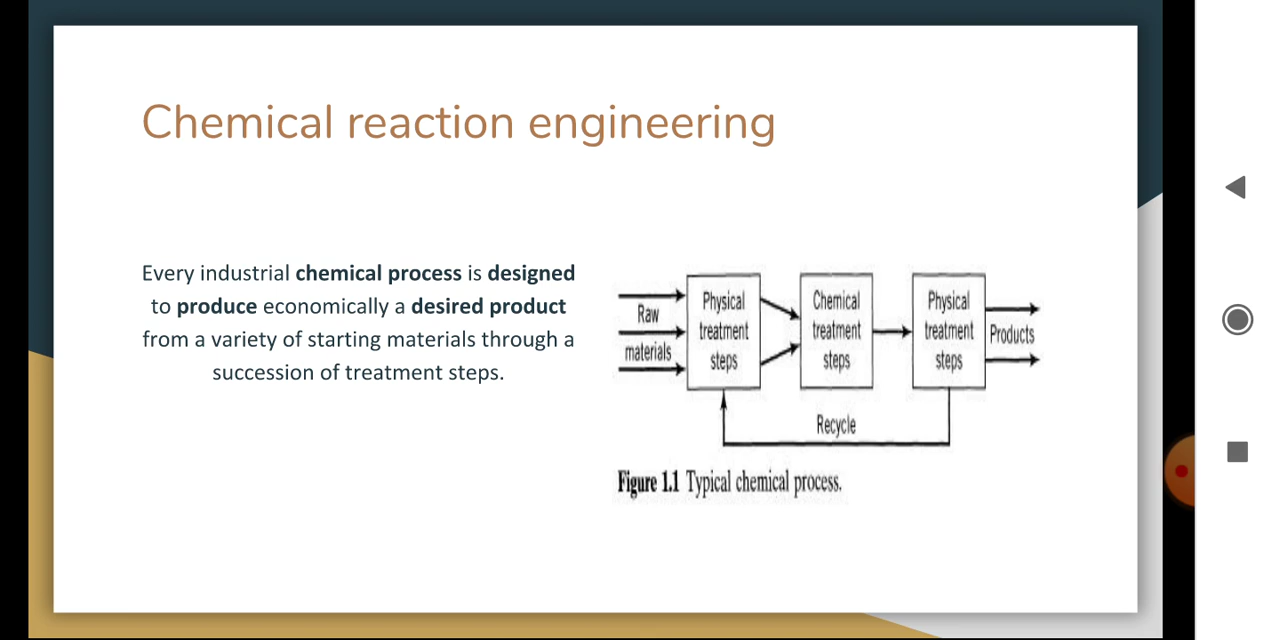 Chemical reaction engineering
Every industrial chemical process is designed
to produce economically a desired product
from a variety of starting materials through a
succession of treatment steps.
Raw
materials
Physical
treatment
steps
Chemical
treatment
steps
Physical
treatment
steps
Products
Recycle
Figure 1.1 Typical chemical process.